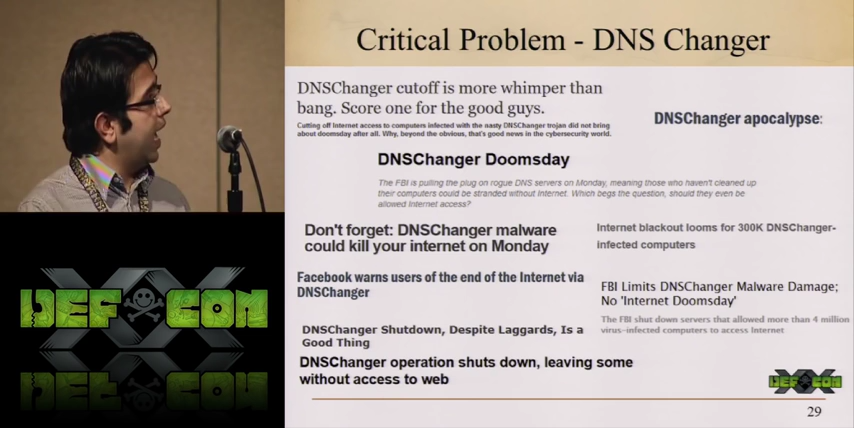 Critical Problem - DNS Changer
DNSChanger cutoff is more whimper than
bang. Score one for the good guys.
Cutting off Internet access to computers infected with the nasty DNSChanger trojan did not bring
about doomsday after all. Why, beyond the obvious, that's good news in the cybersecurity world.
DNSChanger apocalypse:
DNSChanger Doomsday
The FBI is pulling the plug on rogue DNS servers on Monday, meaning those who haven't cleaned up
their computers could be stranded without Internet. Which begs the question, should they even be
allowed Internet access?
Don't forget: DNSChanger malware
could kill your internet on Monday
Internet blackout looms for 300K DNSChanger-
infected computers
Facebook warns users of the end of the Internet via
DNSChanger
FBI Limits DNSChanger Malware Damage;
No 'Internet Doomsday'
The FBI shut down servers that allowed more than 4 million
virus-infected computers to access Internet
DNSChanger Shutdown, Despite Laggards, Is a
Good Thing
DNSChanger operation shuts down, leaving some
without access to web
DEF CON
XX
DEF CON
XX
29